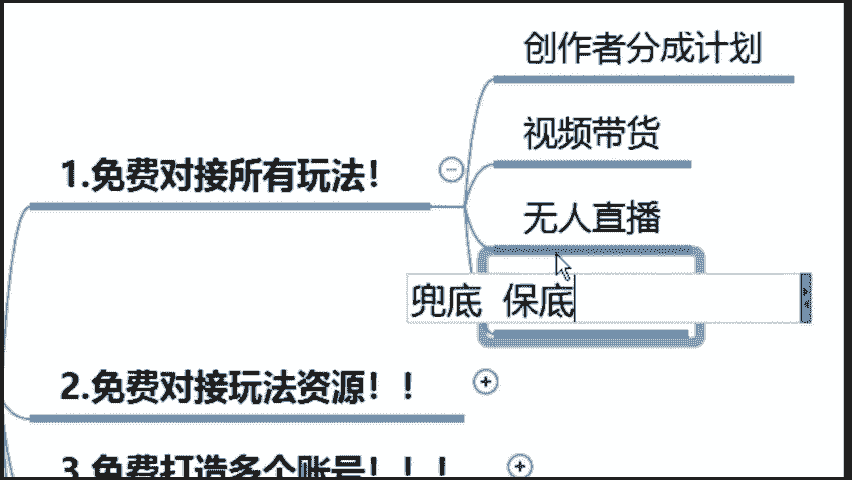 创作者分成计划
视频带货
1.免费对接所有玩法！
无人直播
兜底 保底
2.免费对接玩法资源！！
3.免费打造多个账号！！！